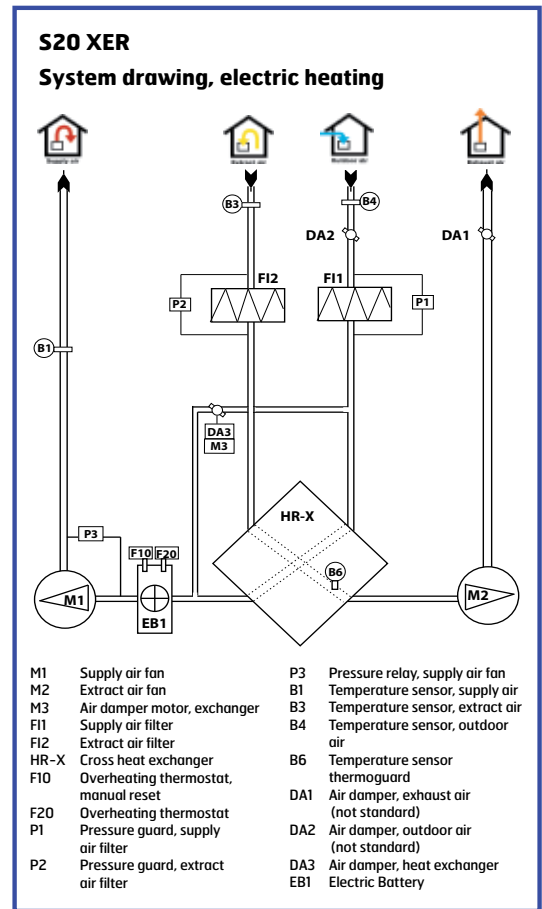 S20 XER
System drawing, electric heating
Supply air
Extract air
Outdoor air
Exhaust air
B3
B4
DA2
DA1
FI2
FI1
P2
P1
B1
DA3
M3
HR-X
P3
F10
F20
B6
M1
EB1
M2
M1 Supply air fan
M2 Extract air fan
M3 Air damper motor, exchanger
FI1 Supply air filter
FI2 Extract air filter
HR-X Cross heat exchanger
F10 Overheating thermostat,
manual reset
F20 Overheating thermostat
P1 Pressure guard, supply
air filter
P2 Pressure guard, extract
air filter
P3 Pressure relay, supply air fan
B1 Temperature sensor, supply air
B3 Temperature sensor, extract air
B4 Temperature sensor, outdoor
air
B6 Temperature sensor
thermoguard
DA1 Air damper, exhaust air
(not standard)
DA2 Air damper, outdoor air
(not standard)
DA3 Air damper, heat exchanger
EB1 Electric Battery